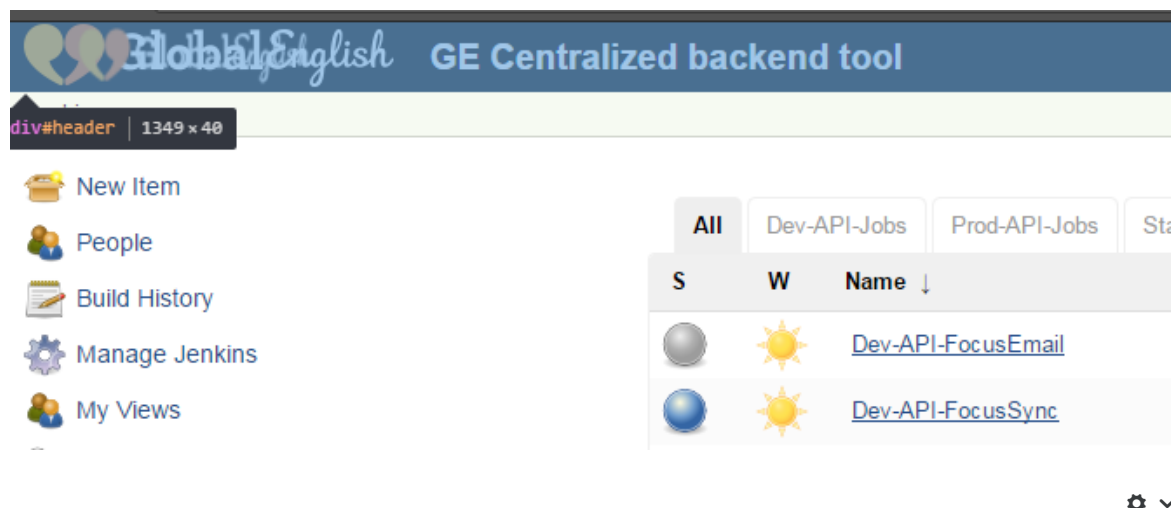 GlobalEnglish GE Centralized backend tool
div#header 1349 × 40
New Item
People
Build History
Manage Jenkins
My Views
All Dev-API-Jobs Prod-API-Jobs
S W Name ↓
Dev-API-FocusEmail
Dev-API-FocusSync